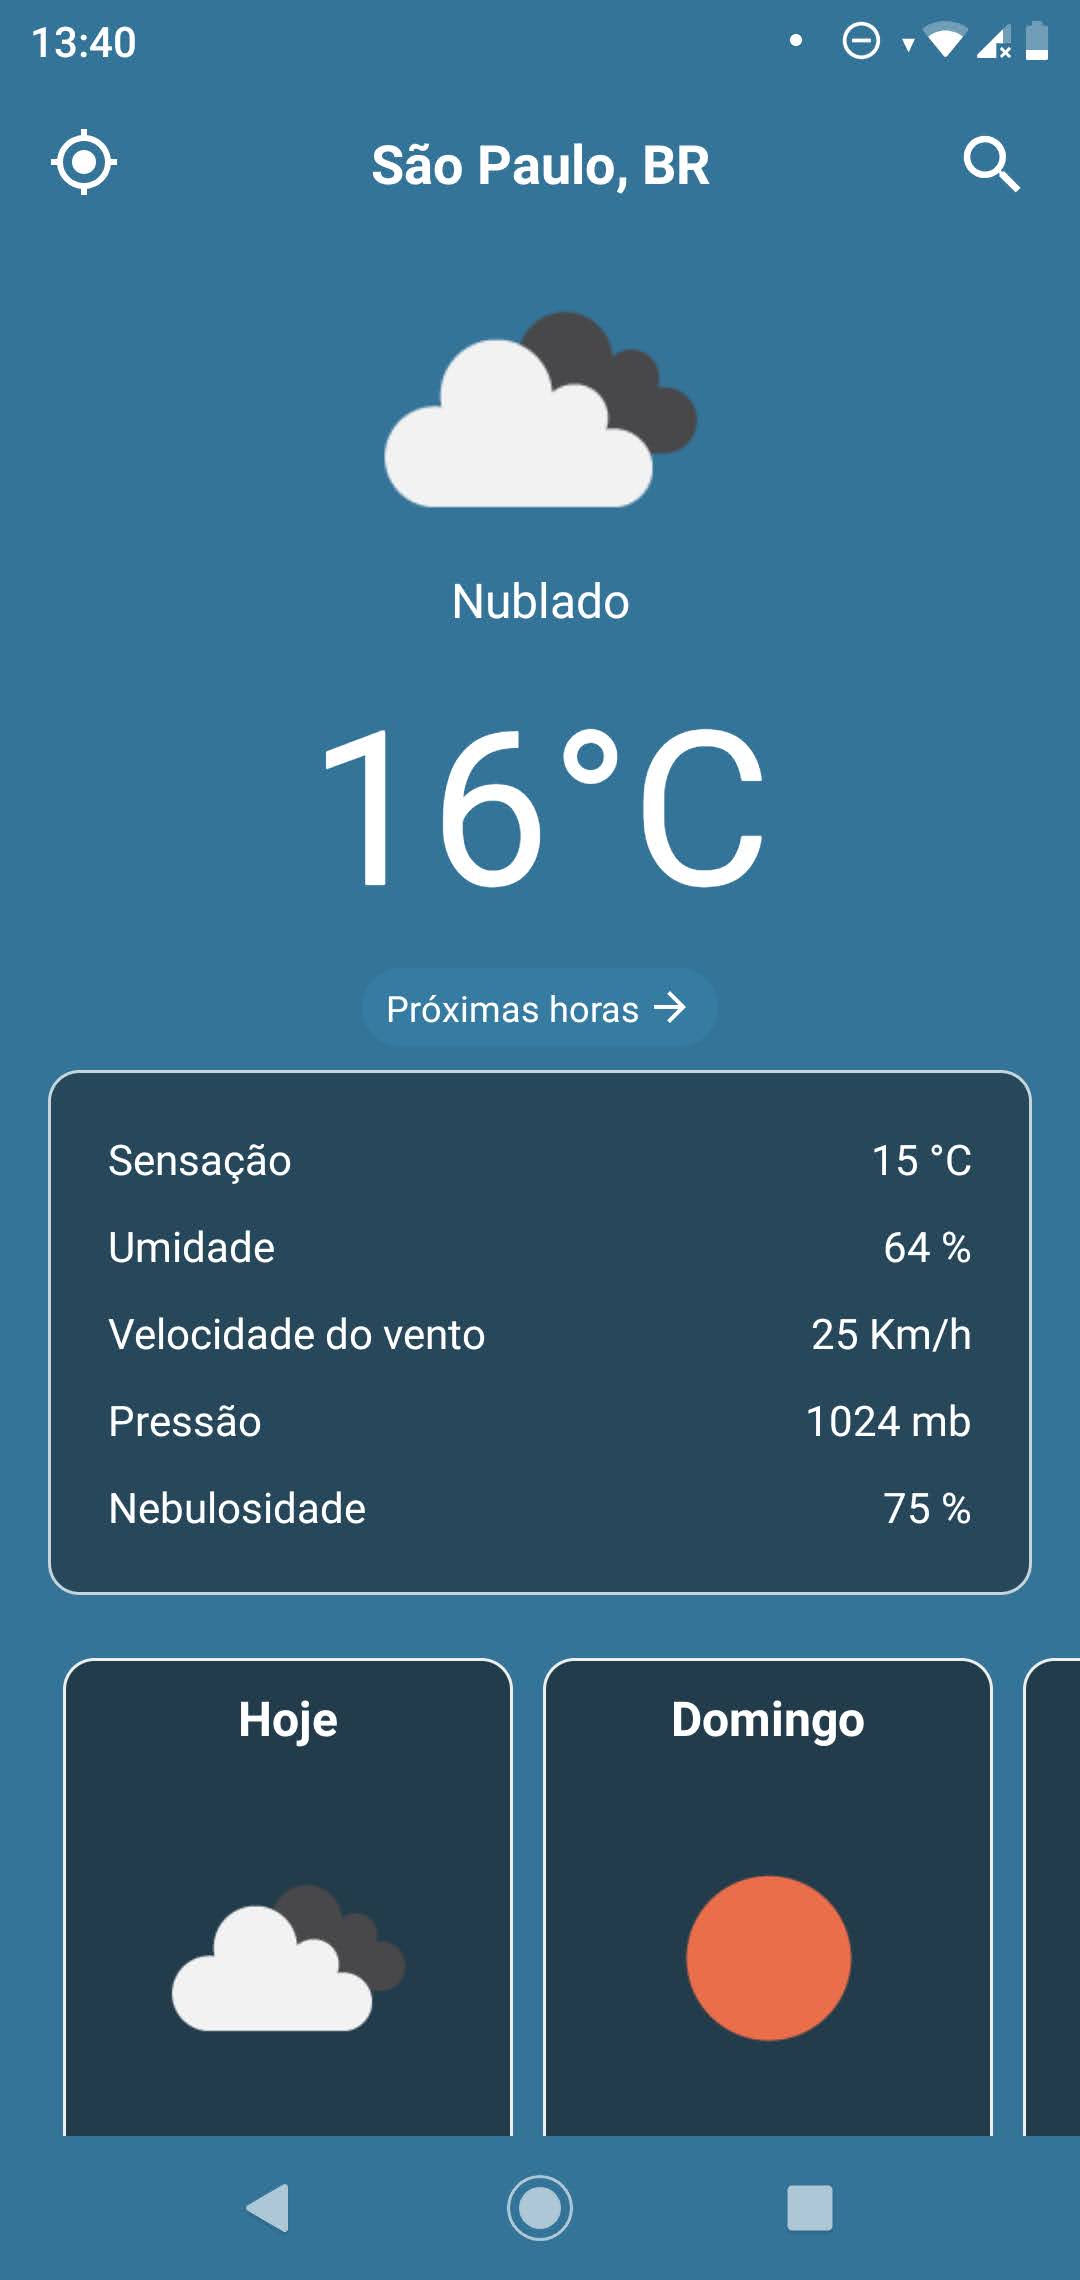 13:40
São Paulo, BR
Nublado
16°C
Próximas horas →
Sensação 15 °C
Umidade 64 %
Velocidade do vento 25 Km/h
Pressão 1024 mb
Nebulosidade 75 %
Hoje Domingo